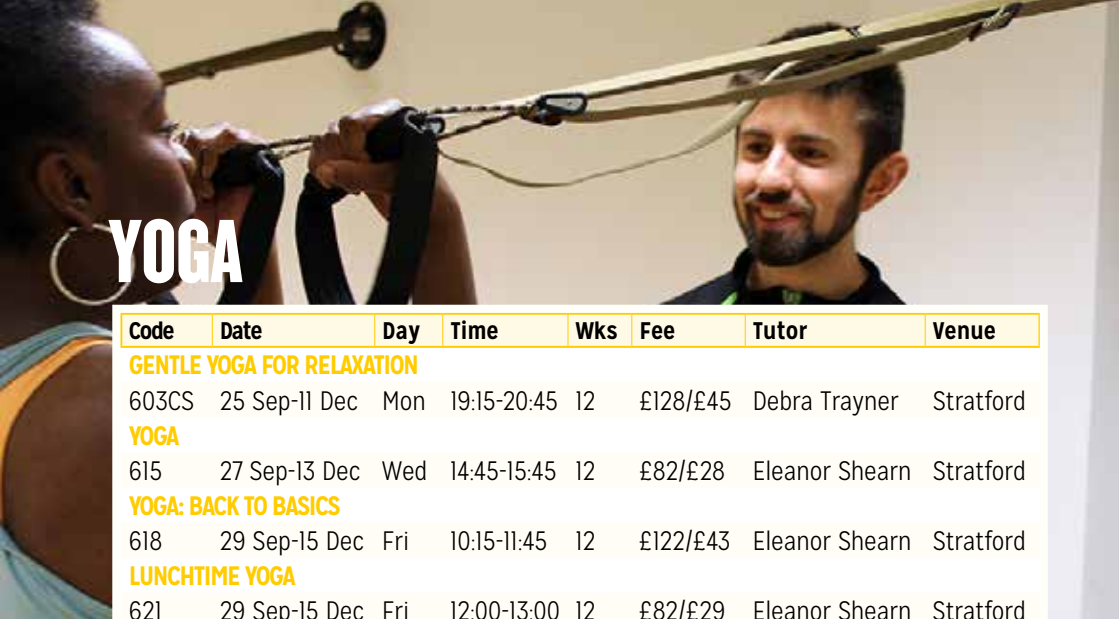 YOGA
Code Date Day Time Wks Fee Tutor Venue
GENTLE YOGA FOR RELAXATION
603CS 25 Sep-11 Dec Mon 19:15-20:45 12 £128/£45 Debra Trayner Stratford
YOGA
615 27 Sep-13 Dec Wed 14:45-15:45 12 £82/£28 Eleanor Shearn Stratford
YOGA: BACK TO BASICS
618 29 Sep-15 Dec Fri 10:15-11:45 12 £122/£43 Eleanor Shearn Stratford
LUNCHTIME YOGA
621 29 Sep-15 Dec Fri 12:00-13:00 12 £82/£29 Eleanor Shearn Stratford